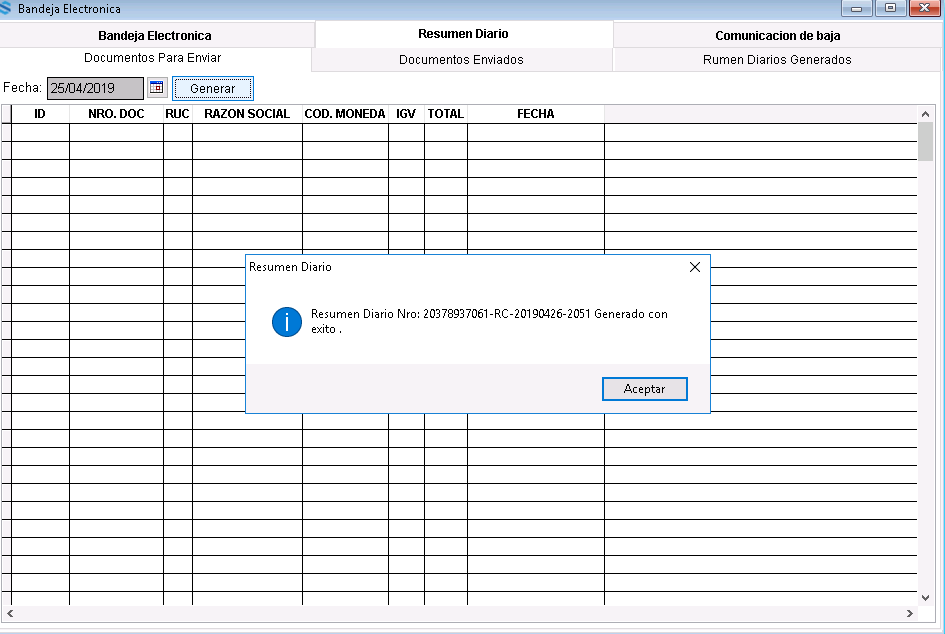 Bandeja Electronica
Bandeja Electronica
Resumen Diario
Comunicacion de baja
Documentos Para Enviar
Documentos Enviados
Rumen Diarios Generados
Fecha: 25/04/2019 Generar
ID NRO. DOC RUC RAZON SOCIAL COD. MONEDA IGV TOTAL FECHA
Resumen Diario
Resumen Diario Nro: 20378937061-RC-20190426-2051 Generado con
exito .
Aceptar